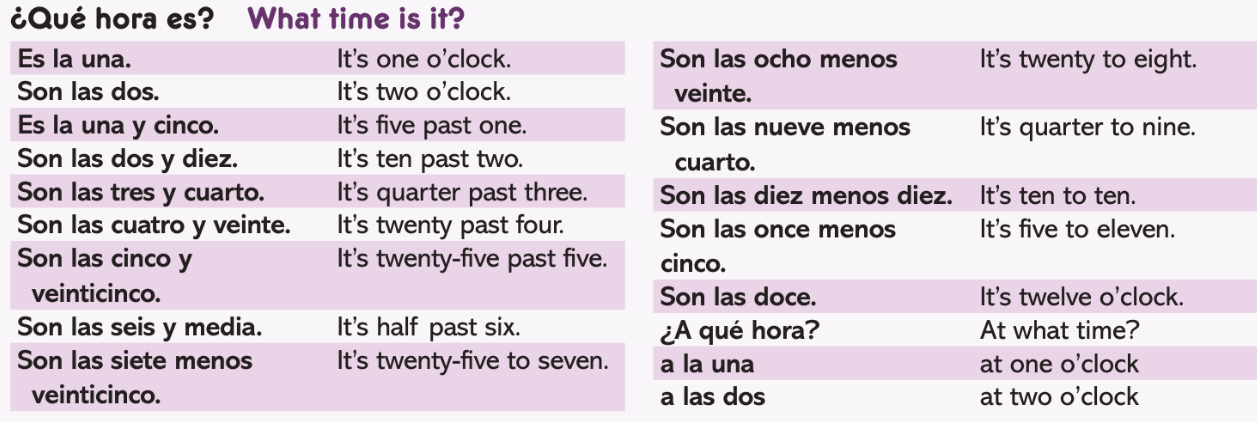 ¿Qué hora es? What time is it?
Es la una. It's one o'clock.
Son las dos. It's two o'clock.
Es la una y cinco. It's five past one.
Son las dos y diez. It's ten past two.
Son las tres y cuarto. It's quarter past three.
Son las cuatro y veinte. It's twenty past four.
Son las cinco y It's twenty-five past five.
veinticinco.
Son las seis y media. It's half past six.
Son las siete menos It's twenty-five to seven.
veinticinco.
Son las ocho menos It's twenty to eight.
veinte.
Son las nueve menos It's quarter to nine.
cuarto.
Son las diez menos diez. It's ten to ten.
Son las once menos It's five to eleven.
cinco.
Son las doce. It's twelve o'clock.
¿A qué hora? At what time?
a la una at one o'clock
a las dos at two o'clock